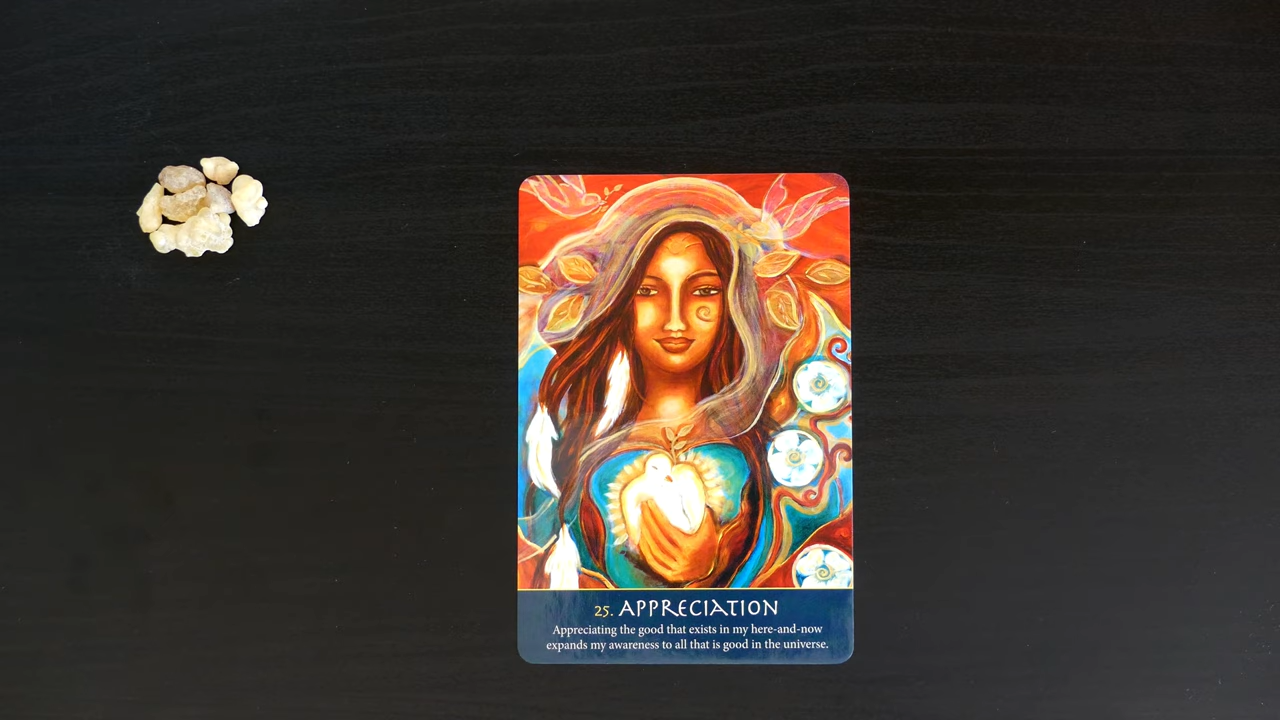 25. APPRECIATION
Appreciating the good that exists in my here-and-now
expands my awareness to all that is good in the universe.